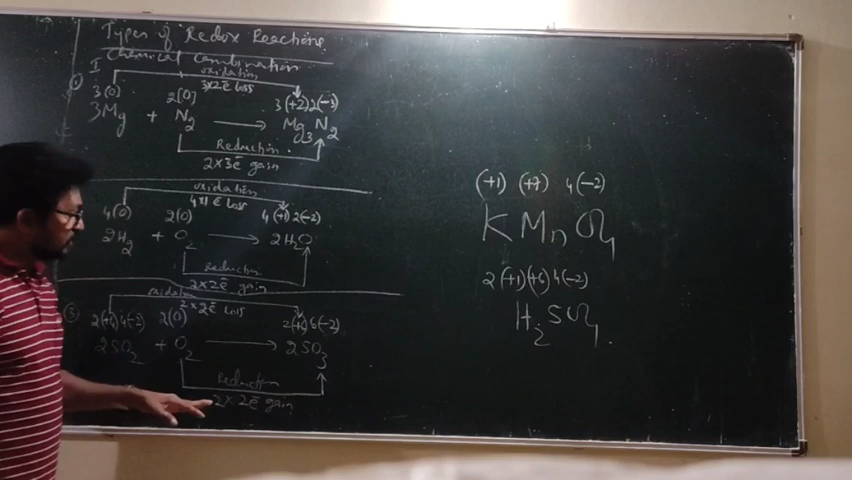 Types of Redox Reactions
I Chemical Combination
① oxidation
3×2ē Loss
3(0) 2[0] 3(+2)2(-3)
3Mg + N2 → Mg3N2
Reduction
2×3ē gain
oxidation
4×1 ē Loss
4(0) 2(0) 4(+1)2(-2)
2H2 + O2 → 2H2O
Reduction
2×2ē gain
③ oxidation
2×2ē Loss
2(+4)4(-2) 2(0) 2(+6)6(-2)
2SO2 + O2 → 2SO3
Reduction
2×2ē gain
(+1) (+7) 4(-2)
KMnO4
2(+1)(+6)4(-2)
H2SO4.